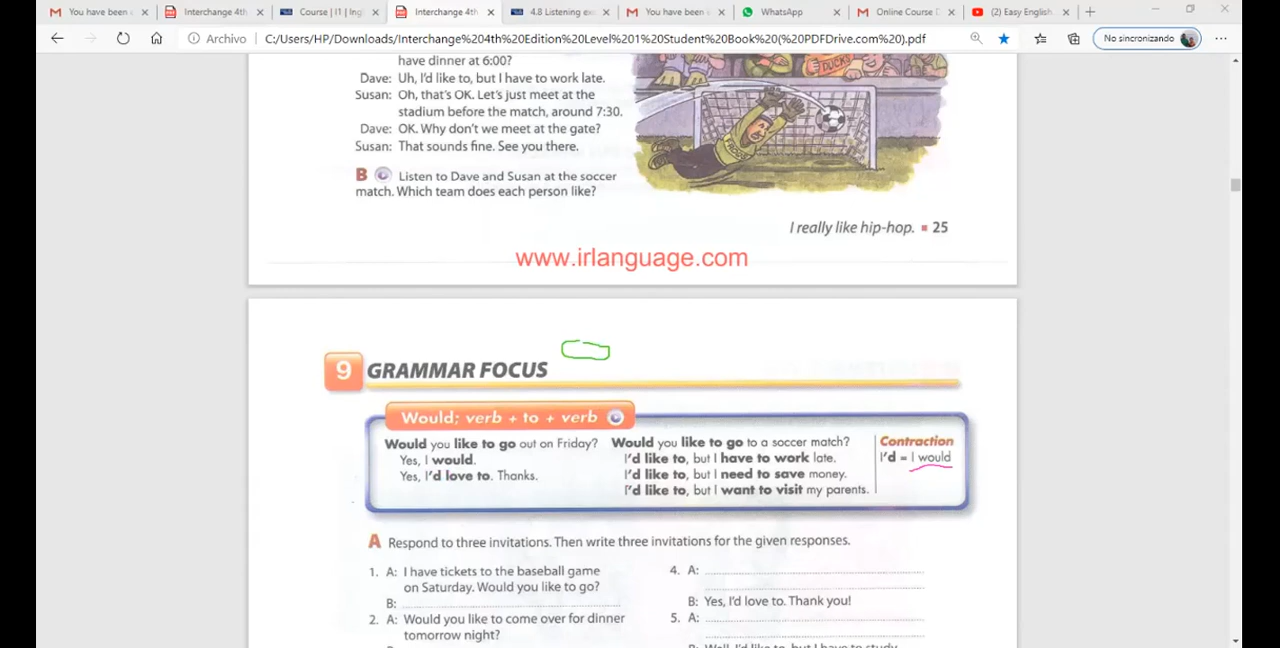 You have been
Interchange 4th
Course | I1 | Ing
Interchange 4th
4.8 Listening ex
You have been
WhatsApp
Online Course D
(2) Easy English
Archivo
C:/Users/HP/Downloads/Interchange%204th%20Edition%20Level%201%20Student%20Book%20(%20PDFDrive.com%20).pdf
No sincronizando
have dinner at 6:00?
Dave: Uh, I'd like to, but I have to work late.
Susan: Oh, that's OK. Let's just meet at the
stadium before the match, around 7:30.
Dave: OK. Why don't we meet at the gate?
Susan: That sounds fine. See you there.
DUCKS
B Listen to Dave and Susan at the soccer
match. Which team does each person like?
I really like hip-hop. ▪ 25
www.irlanguage.com
9 GRAMMAR FOCUS
Would; verb + to + verb
Would you like to go out on Friday?
Yes, I would.
Yes, I'd love to. Thanks.
Would you like to go to a soccer match?
I'd like to, but I have to work late.
I'd like to, but I need to save money.
I'd like to, but I want to visit my parents.
Contraction
I'd = I would
A Respond to three invitations. Then write three invitations for the given responses.
1. A: I have tickets to the baseball game
on Saturday. Would you like to go?
B:
2. A: Would you like to come over for dinner
tomorrow night?
4. A:
B: Yes, I'd love to. Thank you!
5. A:
B: Well, I'd like to, but I have to study